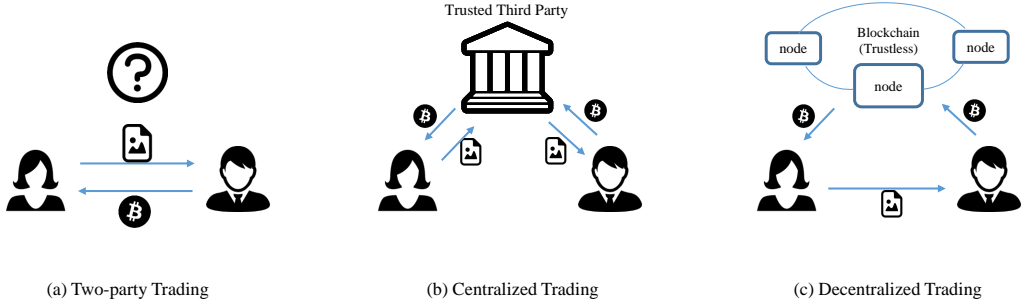 ?
Trusted Third Party
Blockchain
(Trustless)
node
node
node
(a) Two-party Trading
(b) Centralized Trading
(c) Decentralized Trading